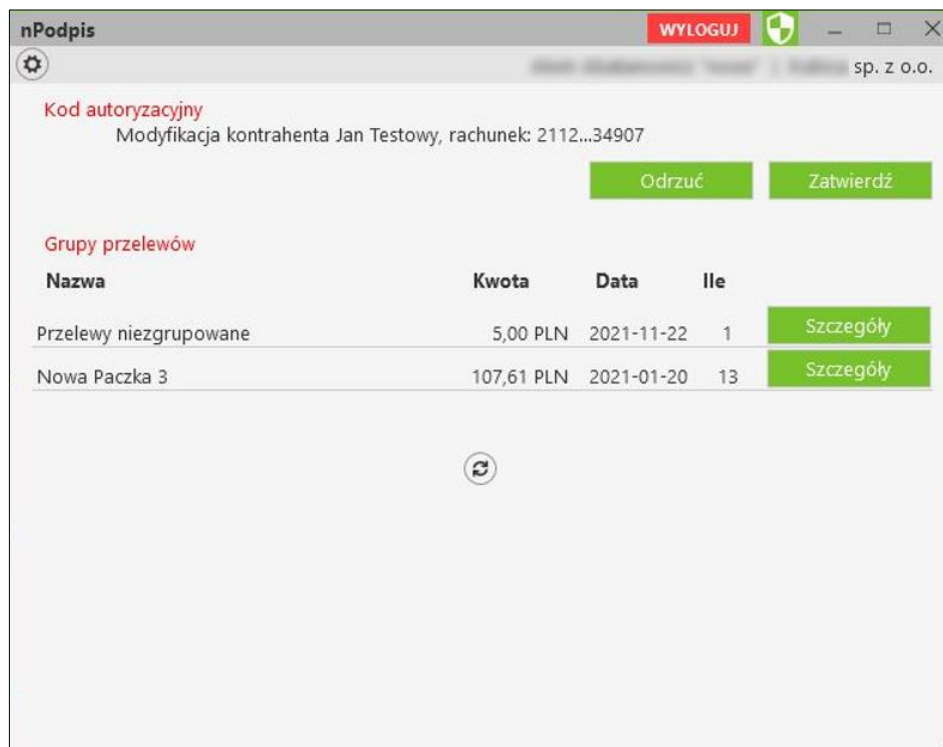 nPodpis WYLOGUJ
sp. z o.o.
Kod autoryzacyjny
Modyfikacja kontrahenta Jan Testowy, rachunek: 2112...34907
Odrzuć Zatwierdź
Grupy przelewów
Nazwa Kwota Data Ile
Przelewy niezgrupowane 5,00 PLN 2021-11-22 1 Szczegóły
Nowa Paczka 3 107,61 PLN 2021-01-20 13 Szczegóły